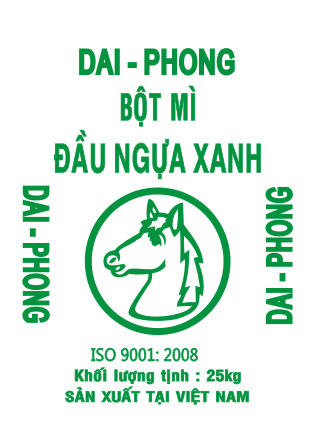 DAI - PHONG
BỘT MÌ
ĐẦU NGỰA XANH
DAI - PHONG
DAI - PHONG
ISO 9001: 2008
Khối lượng tịnh : 25kg
SẢN XUẤT TẠI VIỆT NAM